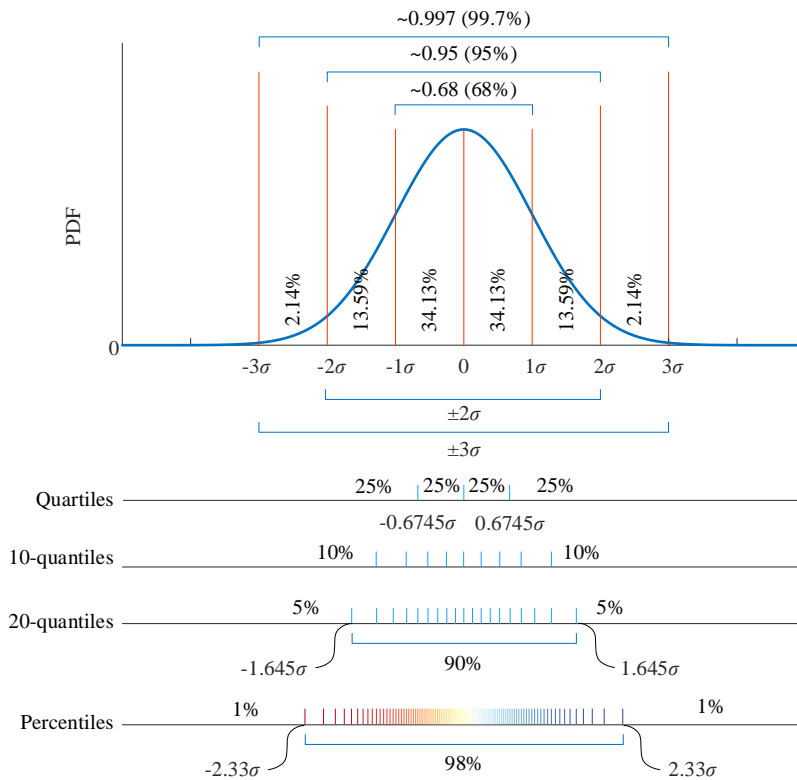 ~0.997 (99.7%)
~0.95 (95%)
~0.68 (68%)
PDF
2.14%
13.59%
34.13%
34.13%
13.59%
2.14%
0
-3σ -2σ -1σ 0 1σ 2σ 3σ
±2σ
±3σ
Quartiles 25% 25% 25% 25%
-0.6745σ 0.6745σ
10-quantiles 10% 10%
20-quantiles 5% 5%
-1.645σ 90% 1.645σ
Percentiles 1% 1%
-2.33σ 98% 2.33σ